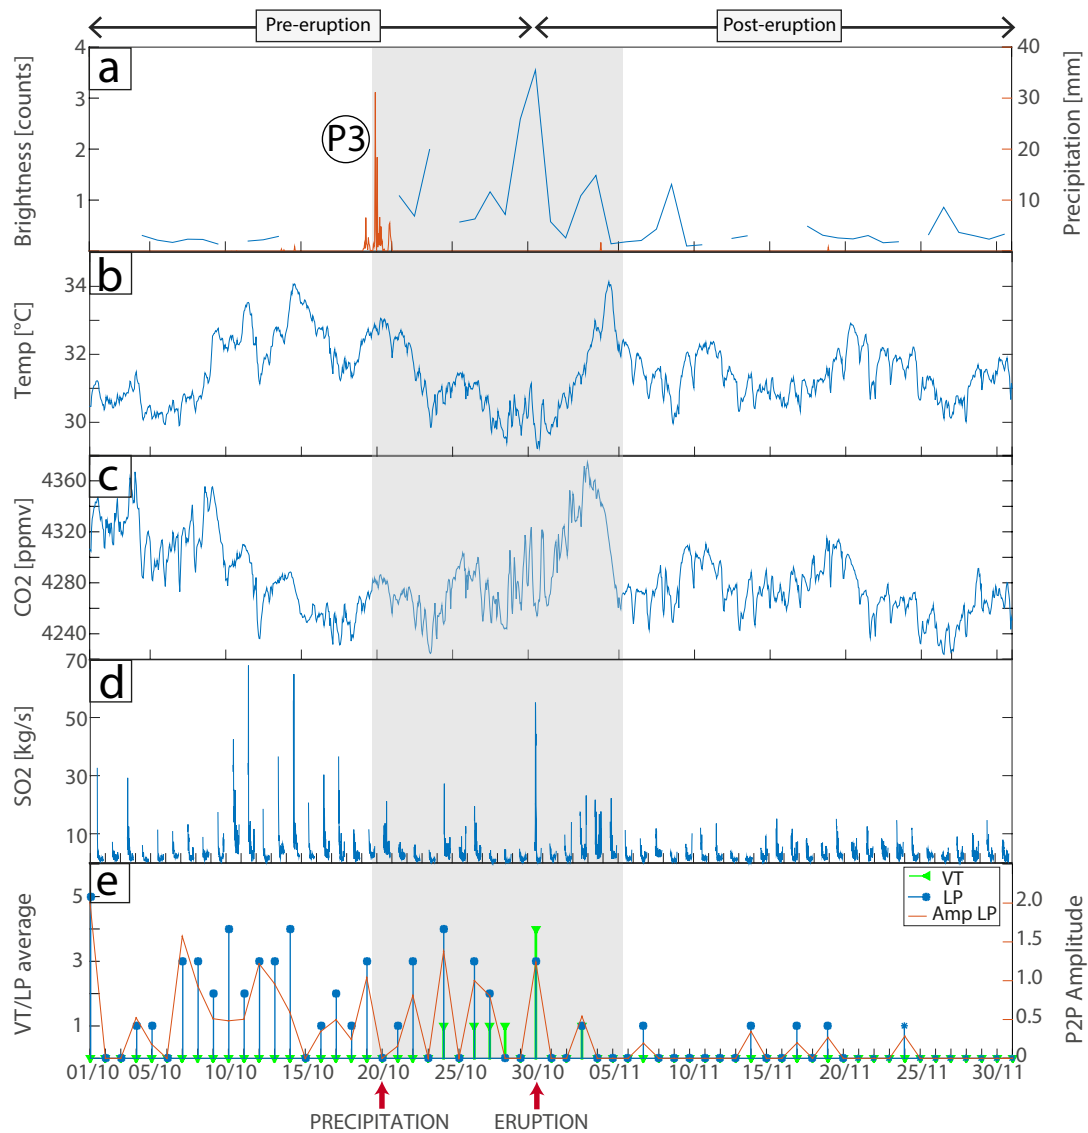 Pre-eruption Post-eruption
a
Brightness [counts]
4
3
2
1
P3
40
30
20
10
Precipitation [mm]
b
Temp [°C]
34
32
30
c
CO2 [ppmv]
4360
4320
4280
4240
d
SO2 [kg/s]
70
50
30
10
e
VT/LP average
5
3
1
VT
LP
Amp LP
2.0
1.5
1.0
0.5
0
P2P Amplitude
01/10 05/10 10/10 15/10 20/10 25/10 30/10 05/11 10/11 15/11 20/11 25/11 30/11
PRECIPITATION ERUPTION